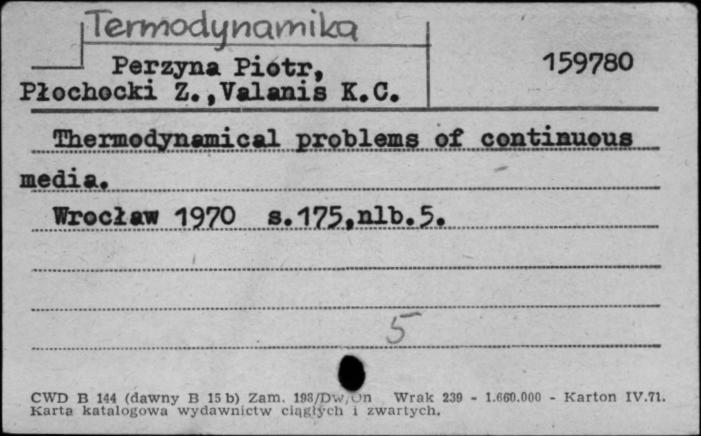 Termodynamika
Perzyna Piotr, 159780
Płochocki Z.,Valanis K.C.
Thermodynamical problems of continuous
media.
Wrocław 1970 s.175,nlb.5.
5
CWD B 144 (dawny B 15 b) Zam. 198/Dw/On Wrak 239 - 1.660.000 - Karton IV.71.
Karta katalogowa wydawnictw ciągłych i zwartych.